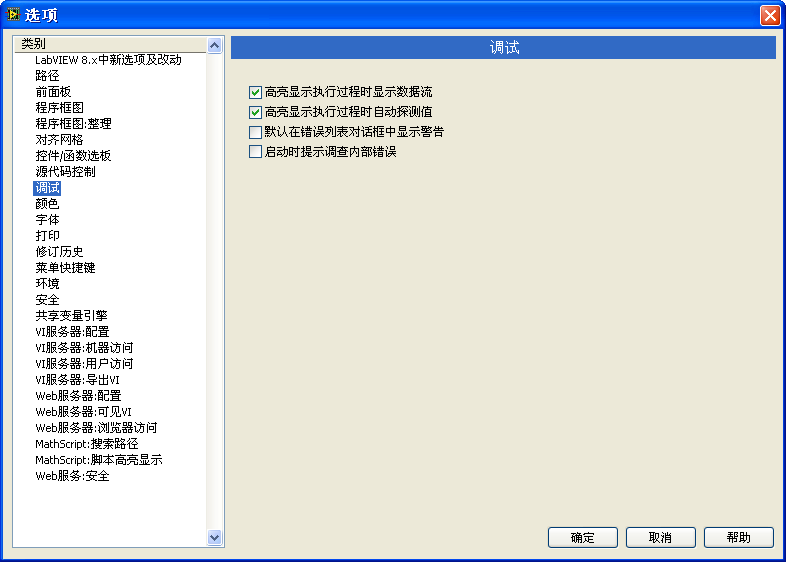 选项
类别
LabVIEW 8.x中新选项及改动
路径
前面板
程序框图
程序框图:整理
对齐网格
控件/函数选板
源代码控制
调试
颜色
字体
打印
修订历史
菜单快捷键
环境
安全
共享变量引擎
VI服务器:配置
VI服务器:机器访问
VI服务器:用户访问
VI服务器:导出VI
Web服务器:配置
Web服务器:可见VI
Web服务器:浏览器访问
MathScript:搜索路径
MathScript:脚本高亮显示
Web服务:安全
调试
高亮显示执行过程时显示数据流
高亮显示执行过程时自动探测值
默认在错误列表对话框中显示警告
启动时提示调查内部错误
确定 取消 帮助